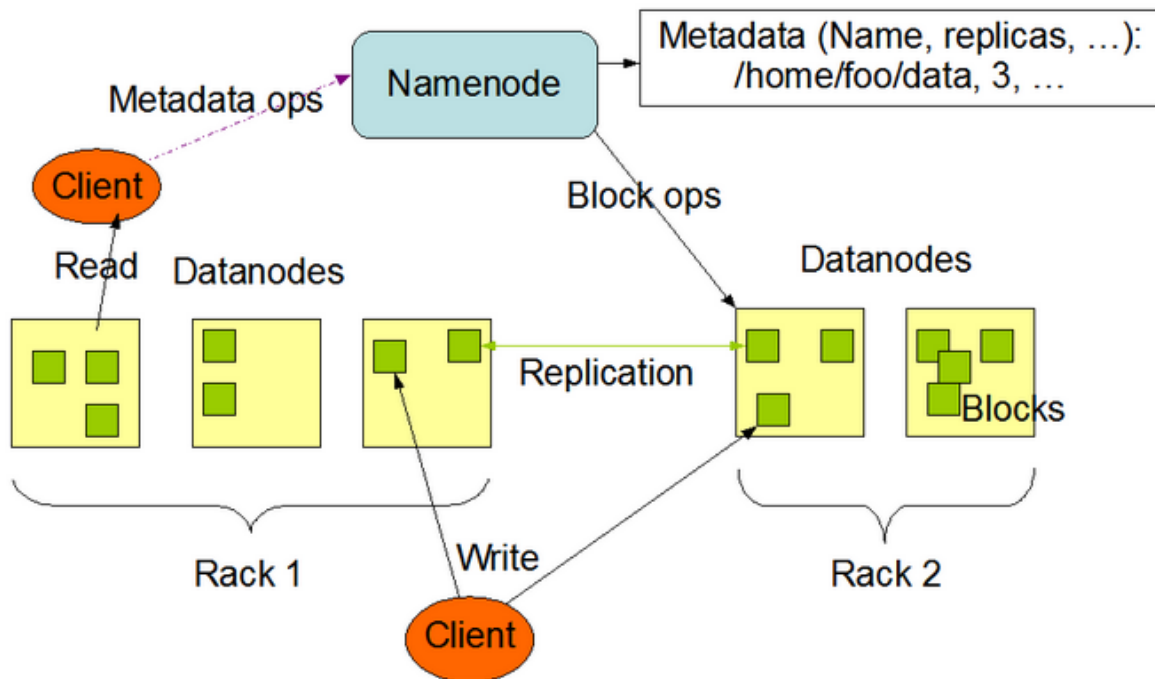 Metadata (Name, replicas, …):
/home/foo/data, 3, …
Namenode
Metadata ops
Client
Block ops
Read
Datanodes
Datanodes
Replication
Blocks
Rack 1
Write
Rack 2
Client